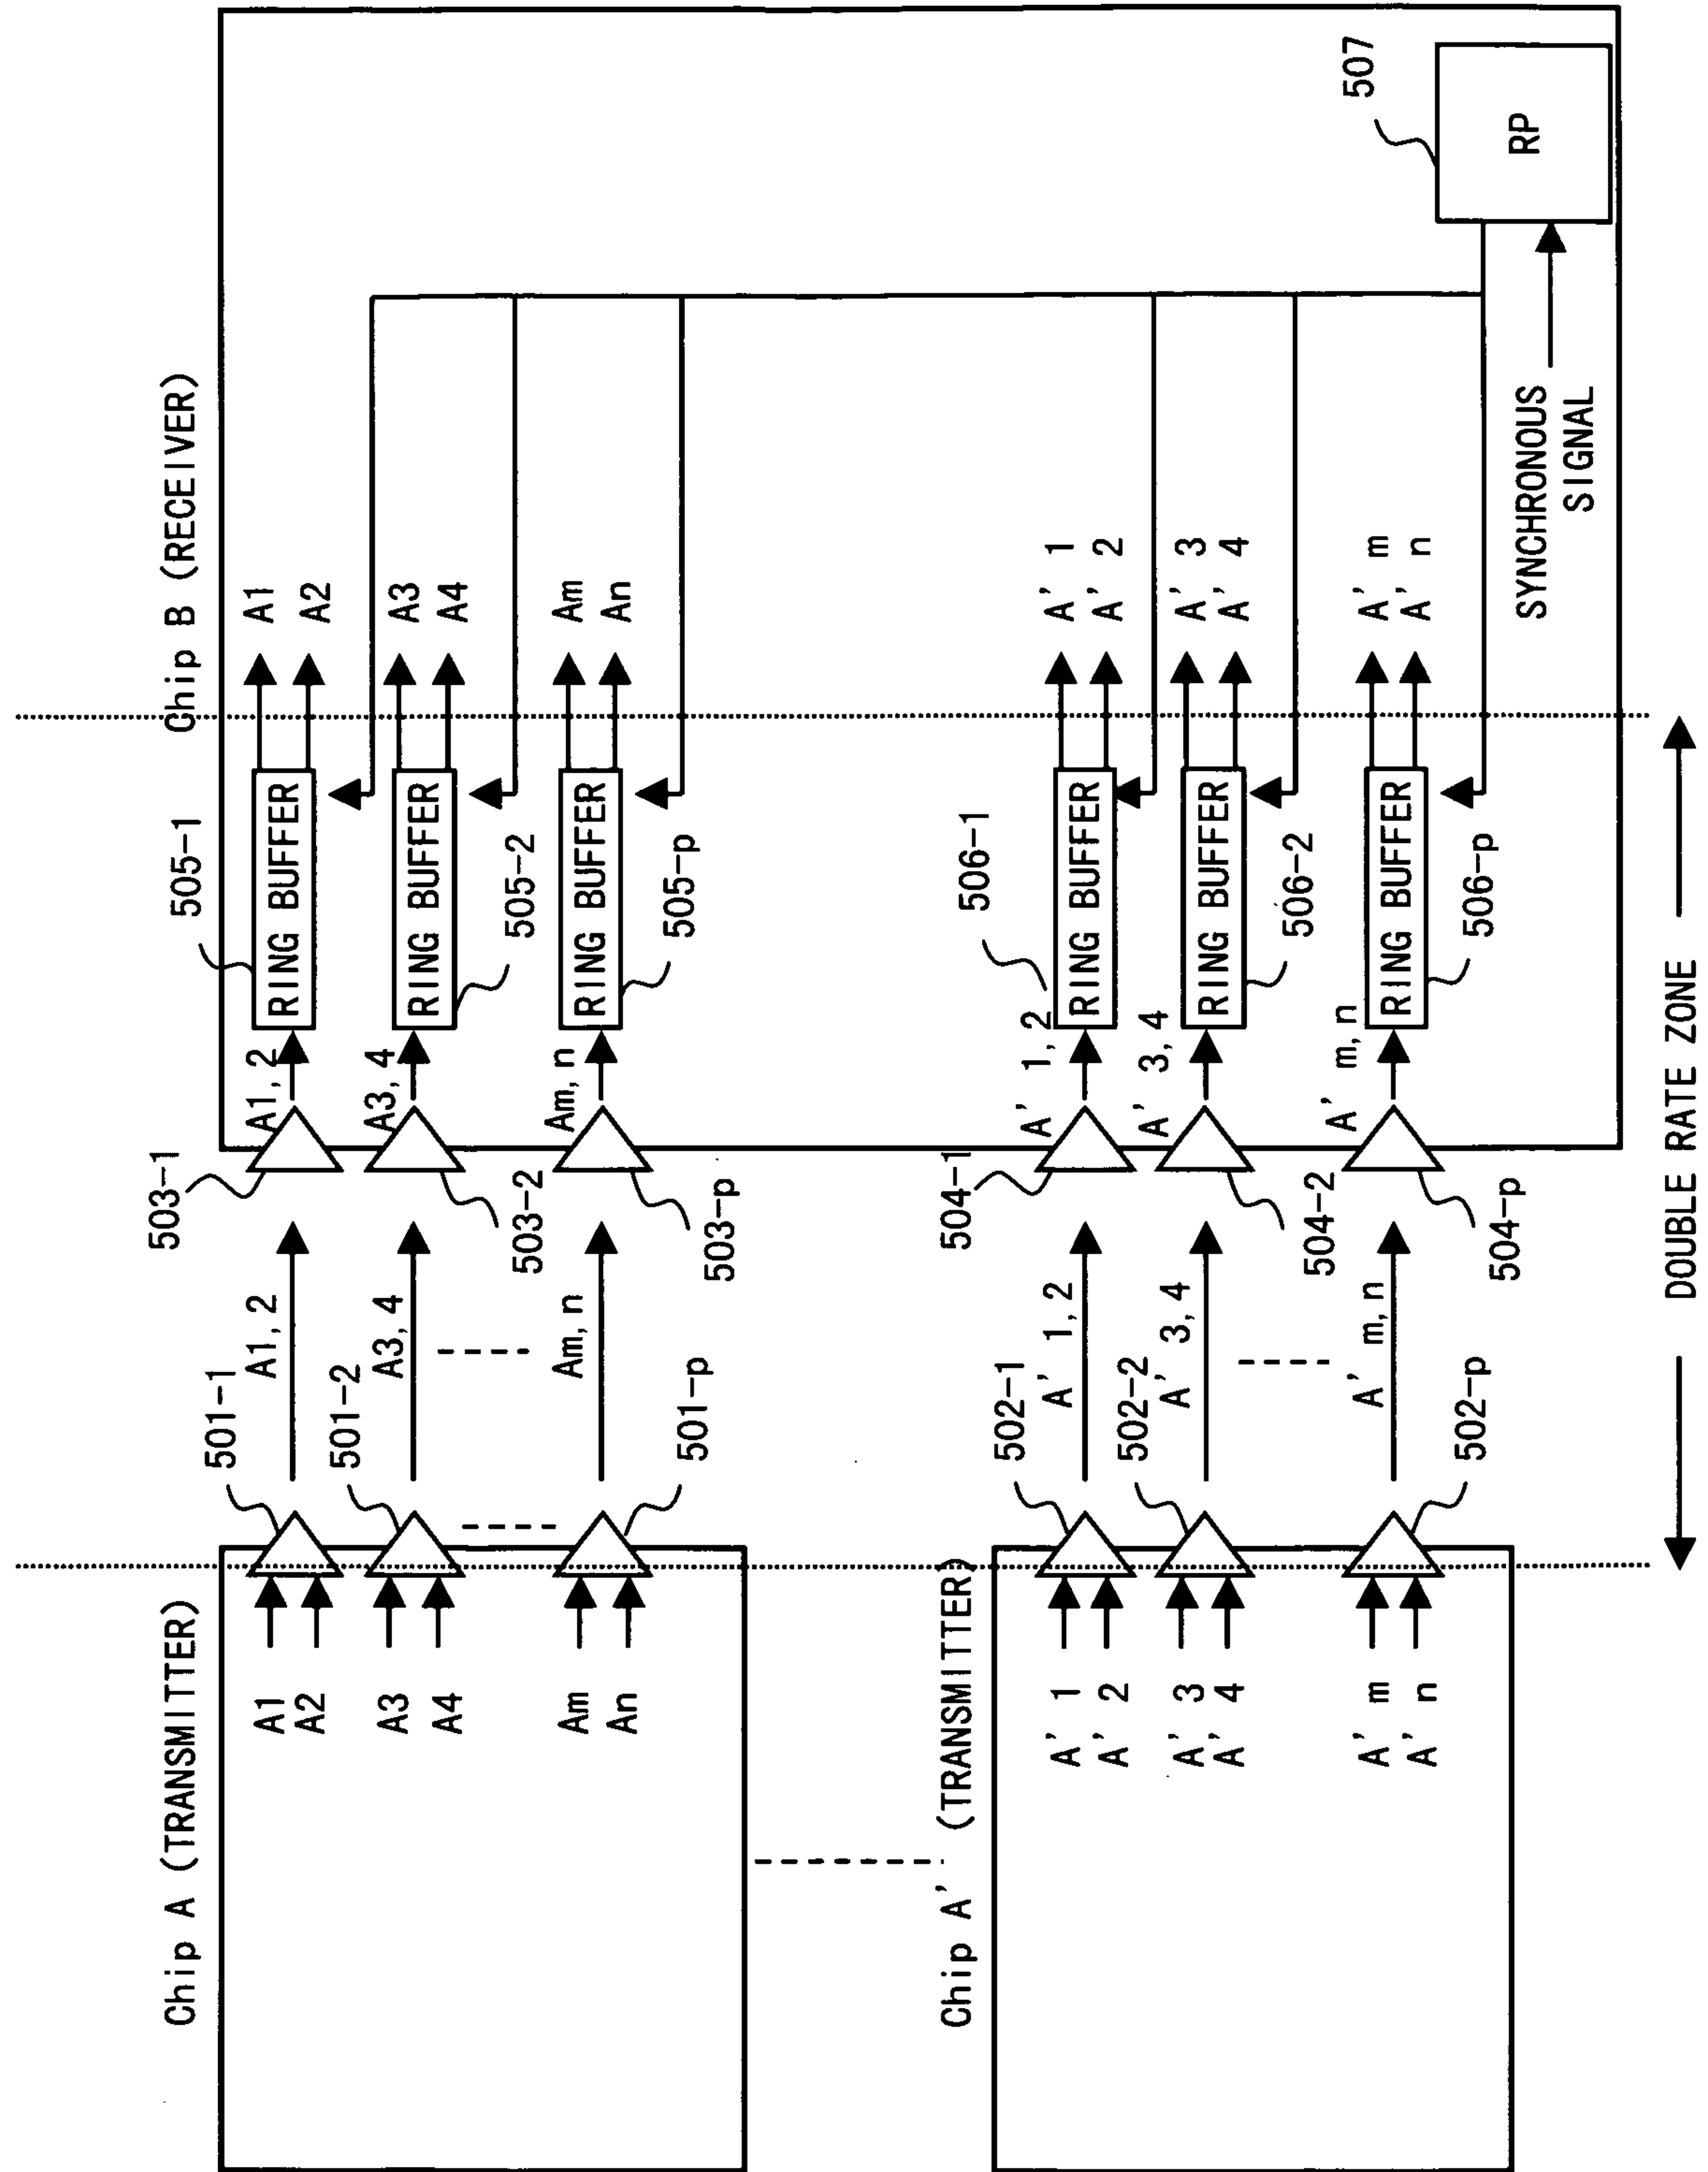 Chip A (TRANSMITTER)
A1
A2
A3
A4
Am
An
501-1
501-2
501-p
A1, 2
A3, 4
Am, n
503-1
503-2
503-p
A1, 2
A3, 4
Am, n
Chip B (RECEIVER)
505-1
RING BUFFER
RING BUFFER
505-2
RING BUFFER
505-p
A1
A2
A3
A4
Am
An
Chip A' (TRANSMITTER)
A' 1
A' 2
A' 3
A' 4
A' m
A' n
502-1
502-2
502-p
A' 1, 2
A' 3, 4
A' m, n
504-1
504-2
504-p
A' 1, 2
A' 3, 4
A' m, n
506-1
RING BUFFER
RING BUFFER
506-2
RING BUFFER
506-p
A' 1
A' 2
A' 3
A' 4
A' m
A' n
507
RP
SYNCHRONOUS
SIGNAL
DOUBLE RATE ZONE